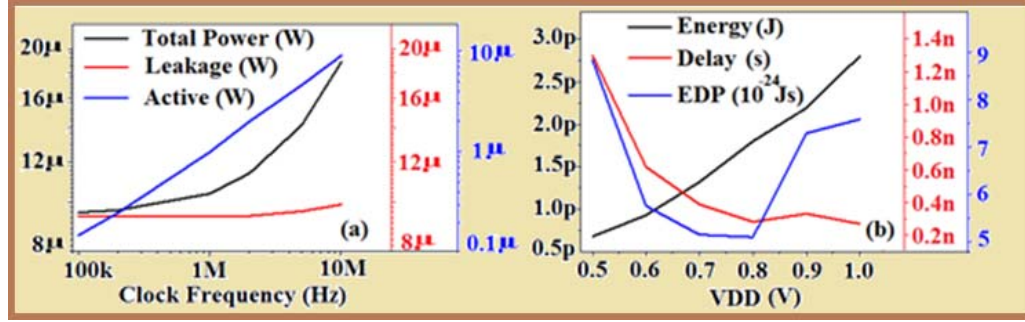 20μ
16μ
12μ
8μ
Total Power (W)
Leakage (W)
Active (W)
20μ
16μ
12μ
8μ
10μ
1μ
0.1μ
(a)
100k 1M 10M
Clock Frequency (Hz)
3.0p
2.5p
2.0p
1.5p
1.0p
0.5p
Energy (J)
Delay (s)
EDP (10⁻²⁴Js)
1.4n
1.2n
1.0n
0.8n
0.6n
0.4n
0.2n
9
8
7
6
5
(b)
0.5 0.6 0.7 0.8 0.9 1.0
VDD (V)